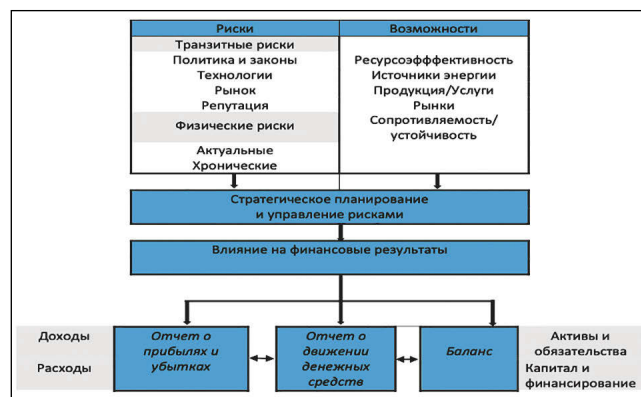 Риски
Возможности
Транзитные риски
Политика и законы
Технологии
Рынок
Репутация
Физические риски
Актуальные
Хронические
Ресурсоэфффективность
Источники энергии
Продукция/Услуги
Рынки
Сопротивляемость/
устойчивость
Стратегическое планирование
и управление рисками
Влияние на финансовые результаты
Доходы
Расходы
Отчет о
прибылях и
убытках
Отчет о
движении
денежных
средств
Баланс
Активы и
обязательства
Капитал и
финансирование